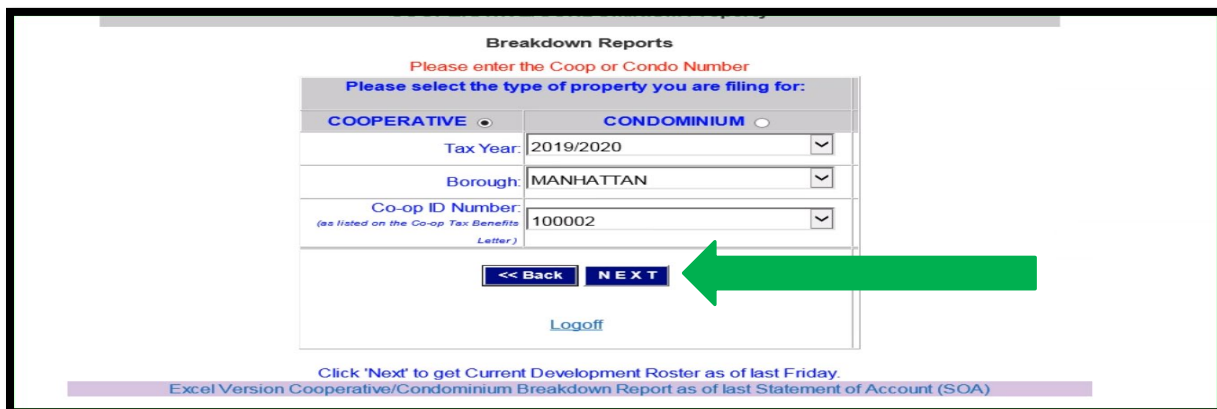 Breakdown Reports
Please enter the Coop or Condo Number
Please select the type of property you are filing for:
COOPERATIVE CONDOMINIUM
Tax Year: 2019/2020
Borough: MANHATTAN
Co-op ID Number:
(as listed on the Co-op Tax Benefits 100002
Letter)
<< Back NEXT
Logoff
Click 'Next' to get Current Development Roster as of last Friday.
Excel Version Cooperative/Condominium Breakdown Report as of last Statement of Account (SOA)